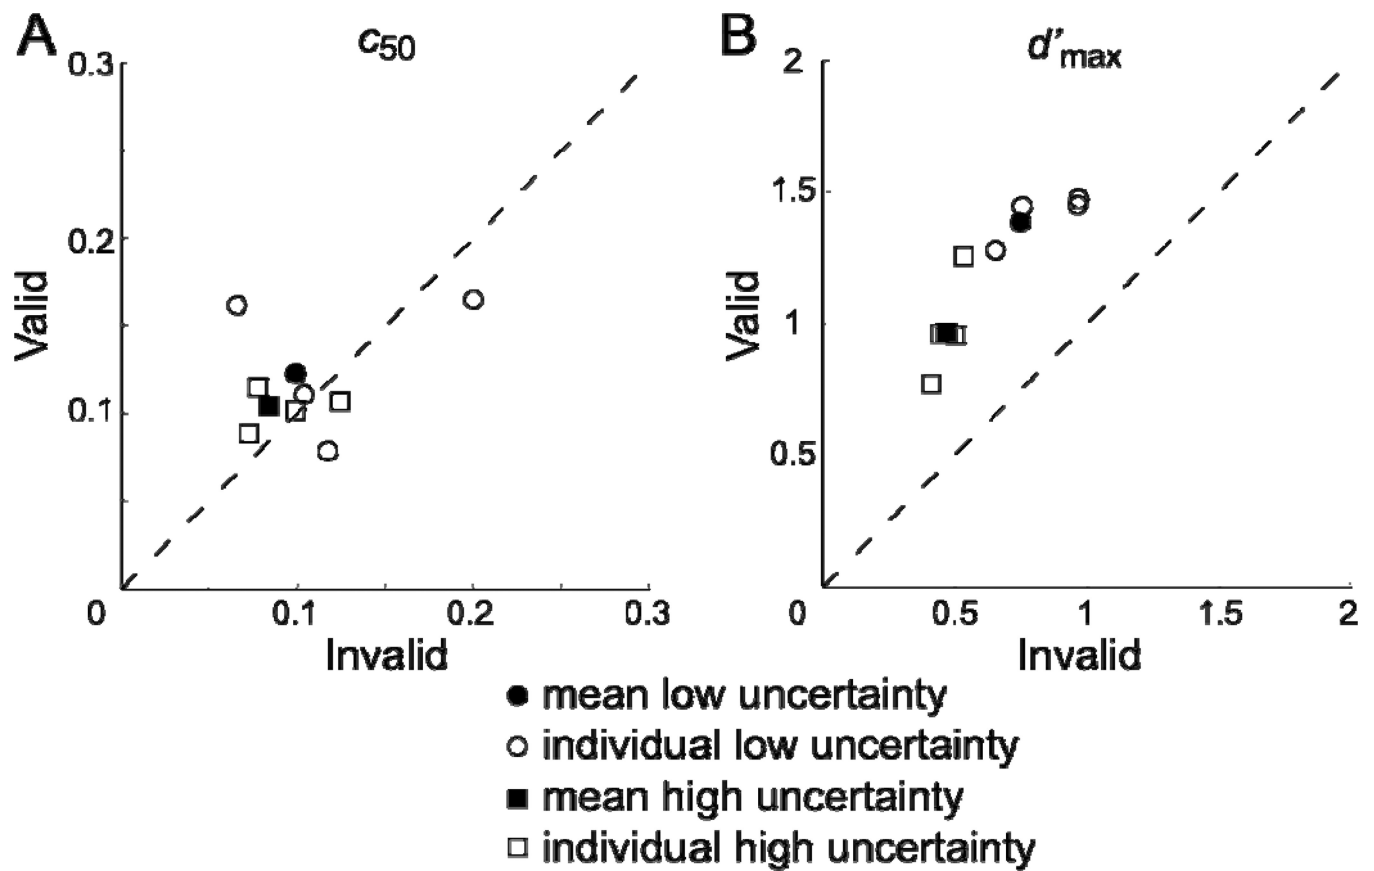 A
c50
0.3
0.2
0.1
0
0.1
0.2
0.3
Valid
Invalid
B
d'max
2
1.5
1
0.5
0
0.5
1
1.5
2
Valid
Invalid
mean low uncertainty
individual low uncertainty
mean high uncertainty
individual high uncertainty